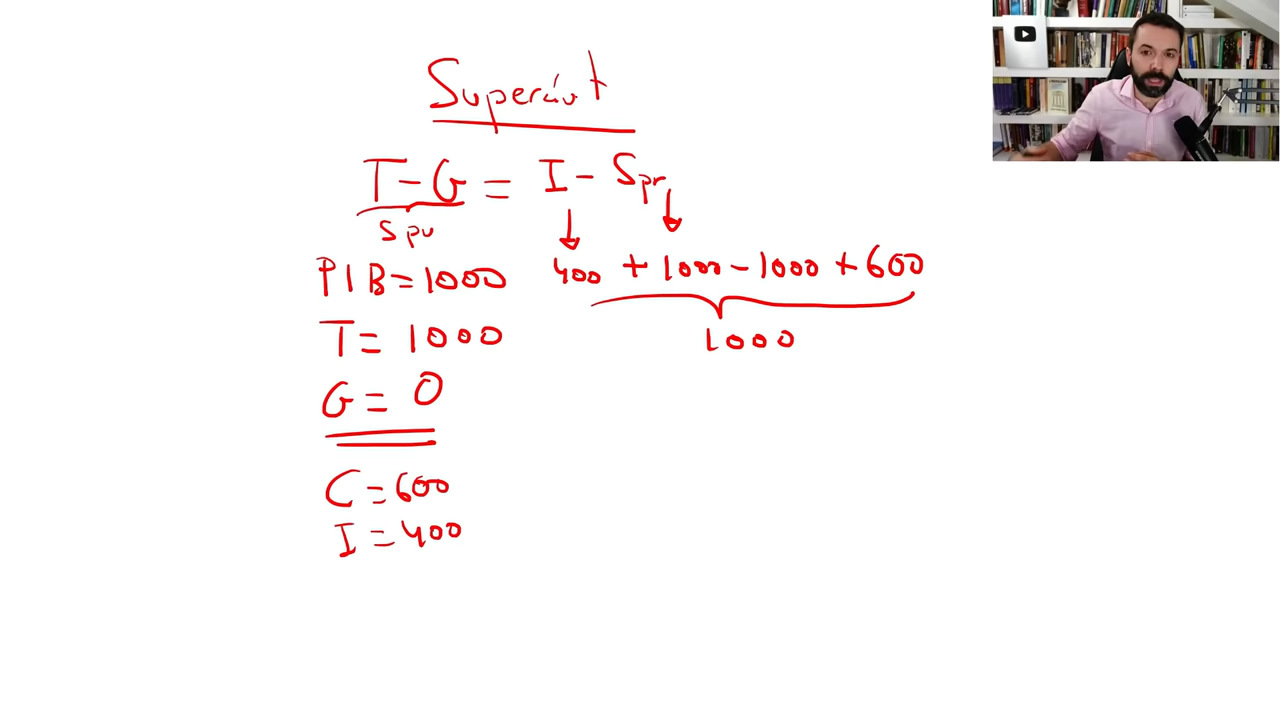 Superávit
T - G = I - Spr
Spu
PIB = 1000
400 + 1000 - 1000 + 600
T = 1000
1000
G = 0
C = 600
I = 400